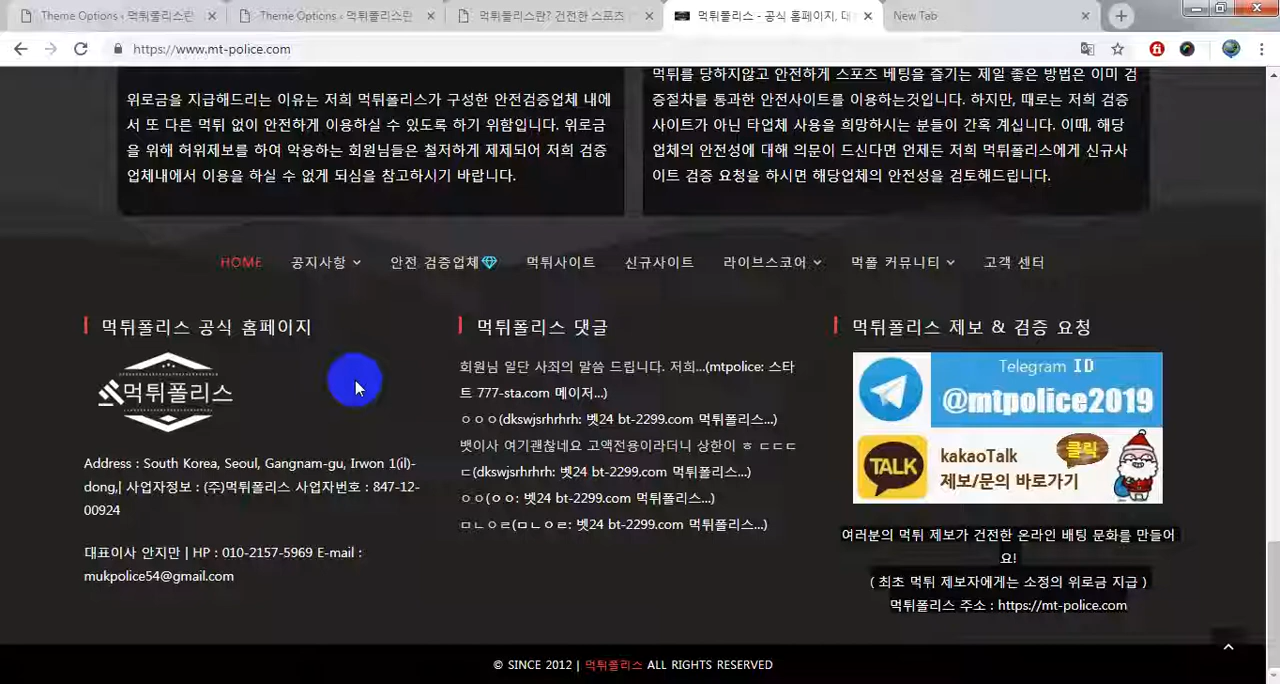 Theme Options ‹ 먹튀폴리스란
Theme Options ‹ 먹튀폴리스란
먹튀폴리스란? 건전한 스포츠
먹튀폴리스 - 공식 홈페이지, 대
New Tab
https://www.mt-police.com
위로금을 지급해드리는 이유는 저희 먹튀폴리스가 구성한 안전검증업체 내에
서 또 다른 먹튀 없이 안전하게 이용하실 수 있도록 하기 위함입니다. 위로금
을 위해 허위제보를 하여 악용하는 회원님들은 철저하게 제제되어 저희 검증
업체내에서 이용을 하실 수 없게 되심을 참고하시기 바랍니다.
먹튀를 당하지않고 안전하게 스포츠 베팅을 즐기는 제일 좋은 방법은 이미 검
증절차를 통과한 안전사이트를 이용하는것입니다. 하지만, 때로는 저희 검증
사이트가 아닌 타업체 사용을 희망하시는 분들이 간혹 계십니다. 이때, 해당
업체의 안전성에 대해 의문이 드신다면 언제든 저희 먹튀폴리스에게 신규사
이트 검증 요청을 하시면 해당업체의 안전성을 검토해드립니다.
HOME 공지사항 안전 검증업체 먹튀사이트 신규사이트 라이브스코어 먹폴 커뮤니티 고객 센터
먹튀폴리스 공식 홈페이지
먹튀폴리스
Address : South Korea, Seoul, Gangnam-gu, Irwon 1(il)-
dong,| 사업자정보 : (주)먹튀폴리스 사업자번호 : 847-12-
00924
대표이사 안지만 | HP : 010-2157-5969 E-mail :
mukpolice54@gmail.com
먹튀폴리스 댓글
회원님 일단 사죄의 말씀 드립니다. 저희...(mtpolice: 스타
트 777-sta.com 메이저...)
ㅇㅇㅇ(dkswjsrhrhrh: 벳24 bt-2299.com 먹튀폴리스...)
뱃이사 여기괜찮네요 고액전용이라더니 상한이 ㅎ ㄷㄷㄷ
ㄷ(dkswjsrhrhrh: 벳24 bt-2299.com 먹튀폴리스...)
ㅇㅇ(ㅇㅇ: 벳24 bt-2299.com 먹튀폴리스...)
ㅁㄴㅇㄹ(ㅁㄴㅇㄹ: 벳24 bt-2299.com 먹튀폴리스...)
먹튀폴리스 제보 & 검증 요청
Telegram ID
@mtpolice2019
TALK
kakaoTalk
클릭
제보/문의 바로가기
여러분의 먹튀 제보가 건전한 온라인 배팅 문화를 만들어
요!
( 최초 먹튀 제보자에게는 소정의 위로금 지급 )
먹튀폴리스 주소 : https://mt-police.com
© SINCE 2012 | 먹튀폴리스 ALL RIGHTS RESERVED